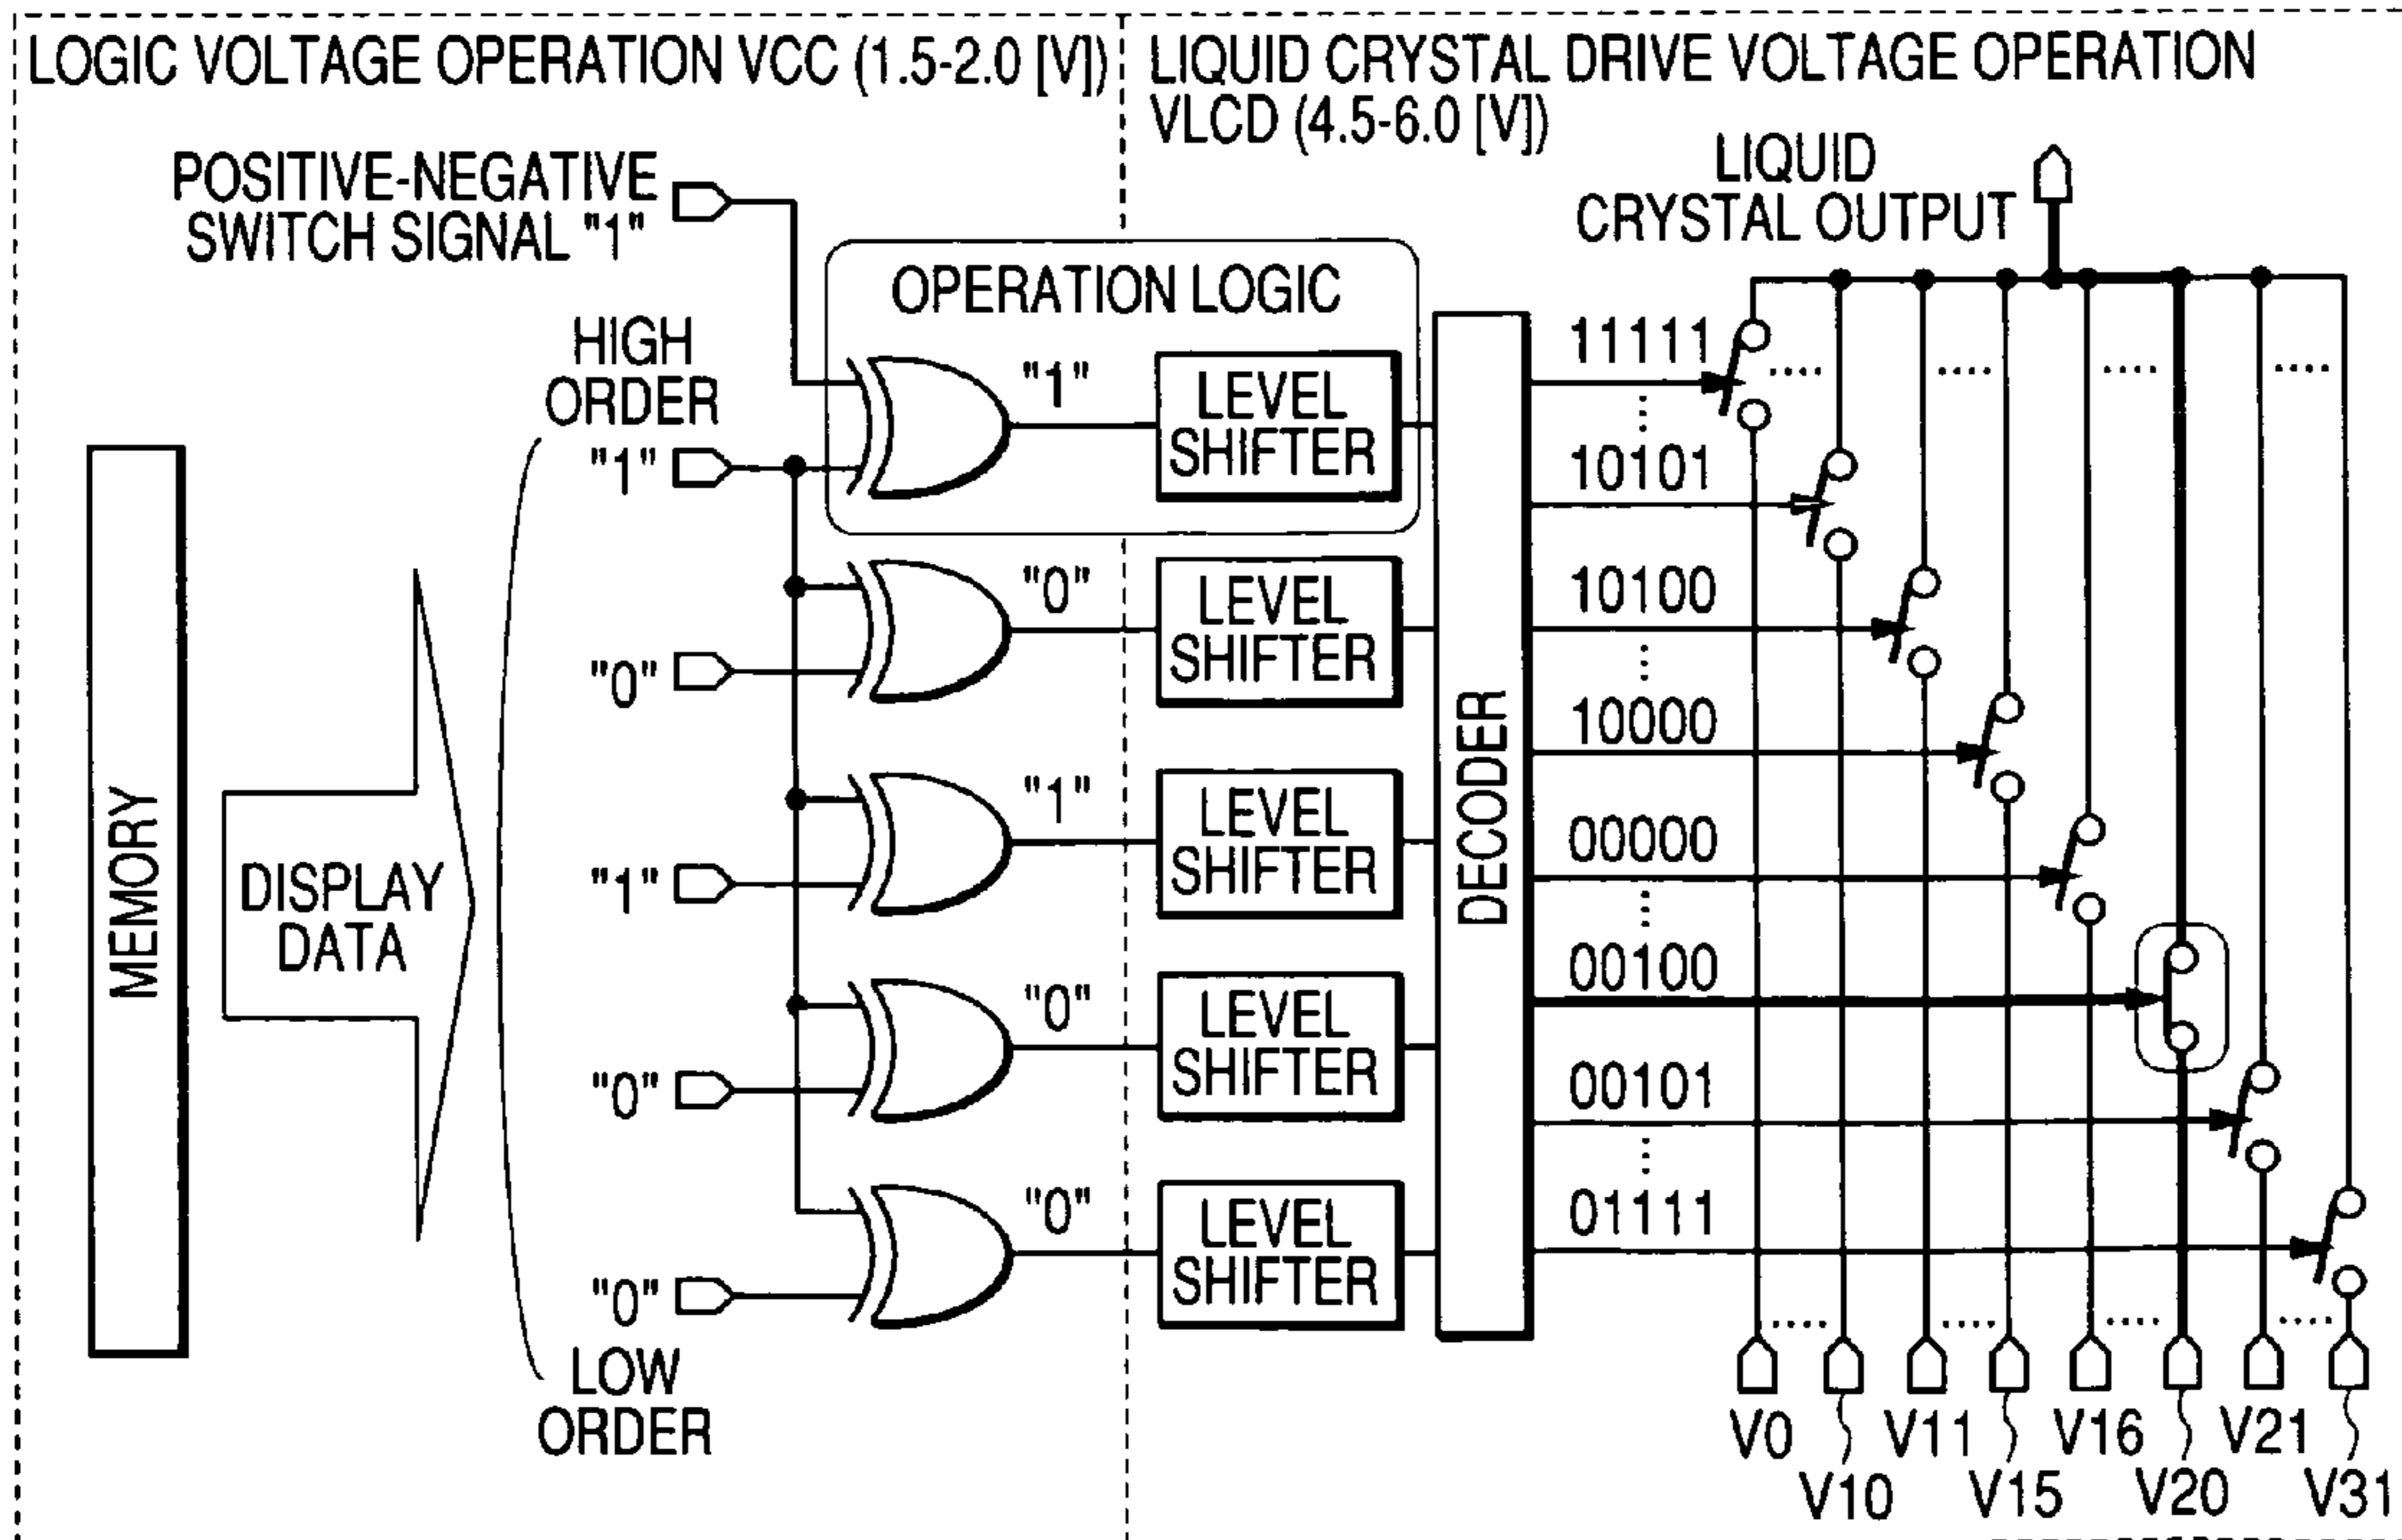 LOGIC VOLTAGE OPERATION VCC (1.5-2.0 [V])
LIQUID CRYSTAL DRIVE VOLTAGE OPERATION
VLCD (4.5-6.0 [V])
POSITIVE-NEGATIVE
SWITCH SIGNAL "1"
LIQUID
CRYSTAL OUTPUT
OPERATION LOGIC
HIGH
ORDER
"1"
"0"
"1"
"0"
"0"
LOW
ORDER
MEMORY
DISPLAY
DATA
"1"
LEVEL
SHIFTER
"0"
LEVEL
SHIFTER
"1"
LEVEL
SHIFTER
"0"
LEVEL
SHIFTER
"0"
LEVEL
SHIFTER
DECODER
11111
10101
10100
10000
00000
00100
00101
01111
V0
V10
V11
V15
V16
V20
V21
V31